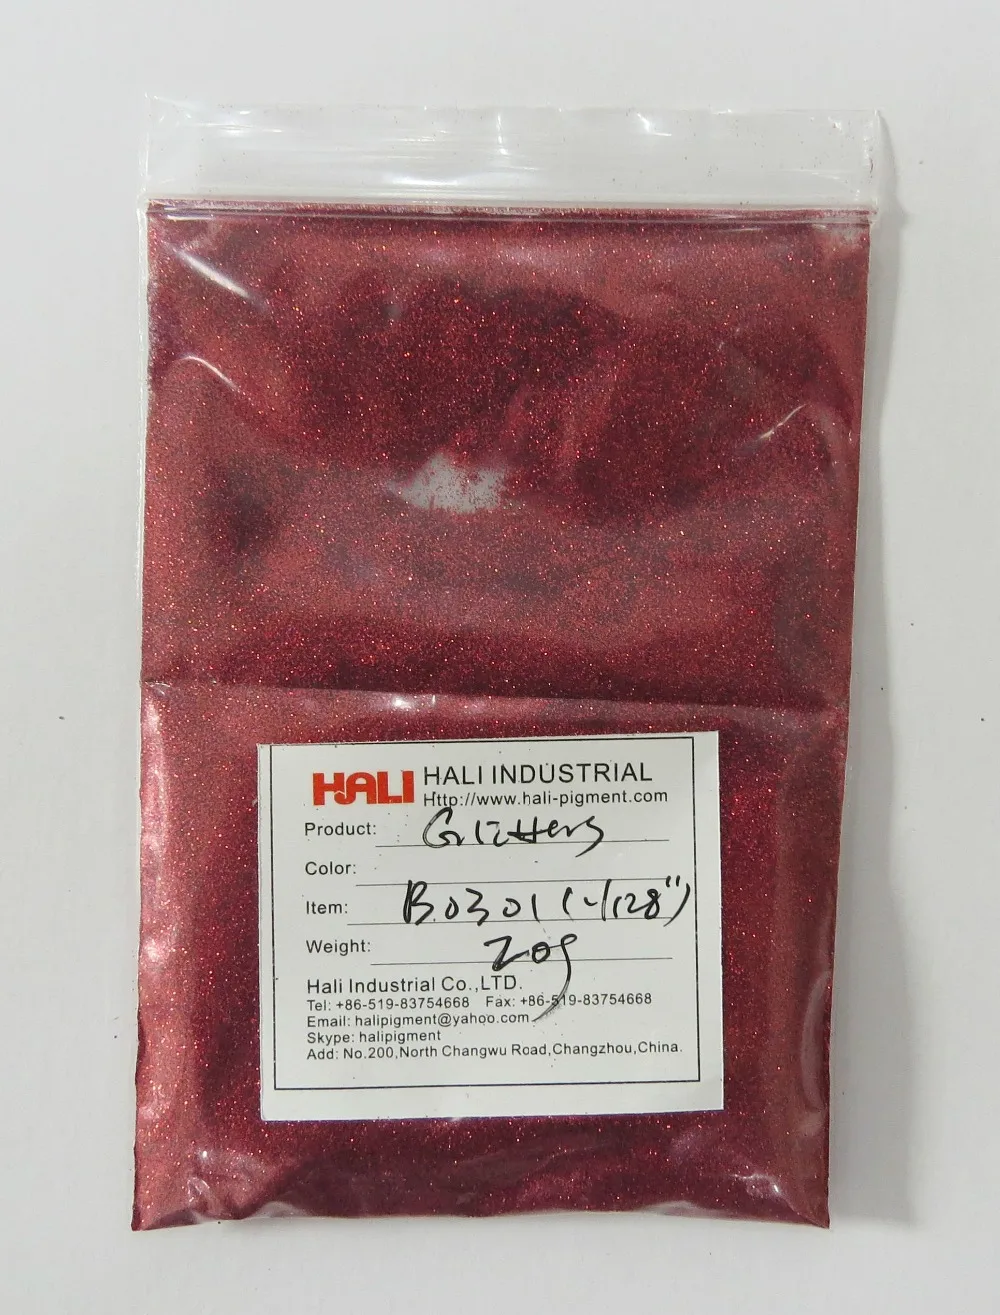 HALI HALI INDUSTRIAL
Http://www.hali-pigment.com
Product: Glitters
Color:
Item: B0301 (1/128")
Weight: 20g
Hali Industrial Co.,LTD.
Tel: +86-519-83754668 Fax: +86-519-83754668
Email: halipigment@yahoo.com
Skype: halipigment
Add: No.200,North Changwu Road,Changzhou,China.